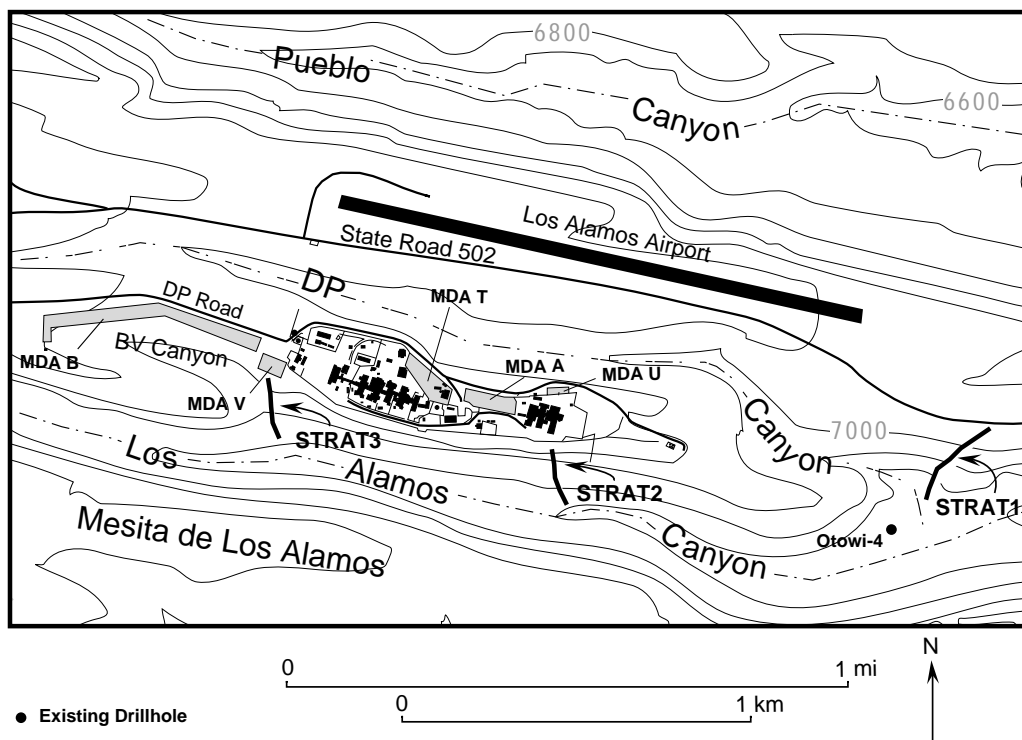 6800
Pueblo
Canyon
6600
Los Alamos Airport
State Road 502
DP
MDA T
DP Road
BV Canyon
MDA B
MDA A
MDA U
MDA V
Canyon
7000
STRAT3
Los
Alamos
STRAT2
STRAT1
Mesita de Los Alamos
Canyon
Otowi-4
N
0
1 mi
0
1 km
Existing Drillhole